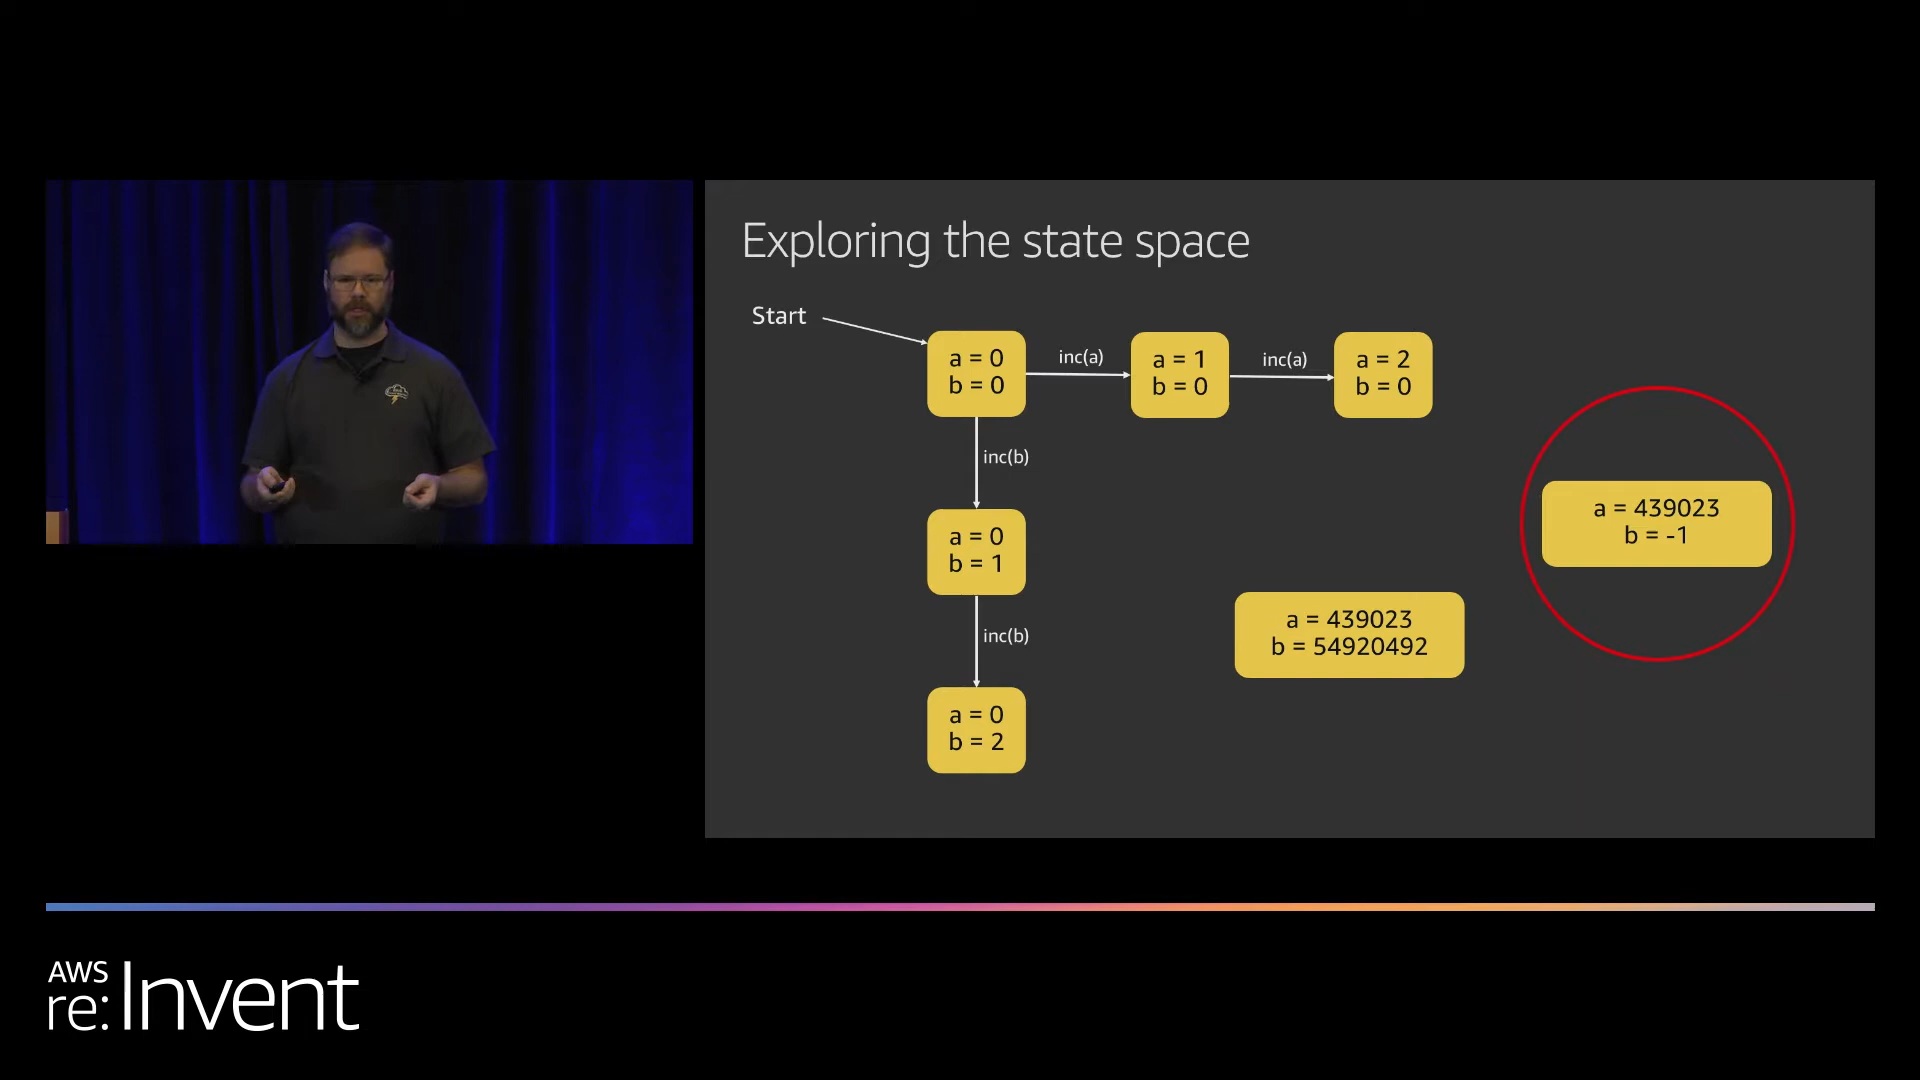 Exploring the state space
Start
a = 0
b = 0
inc(a)
a = 1
b = 0
inc(a)
a = 2
b = 0
inc(b)
a = 0
b = 1
inc(b)
a = 0
b = 2
a = 439023
b = -1
a = 439023
b = 54920492
AWS
re:Invent